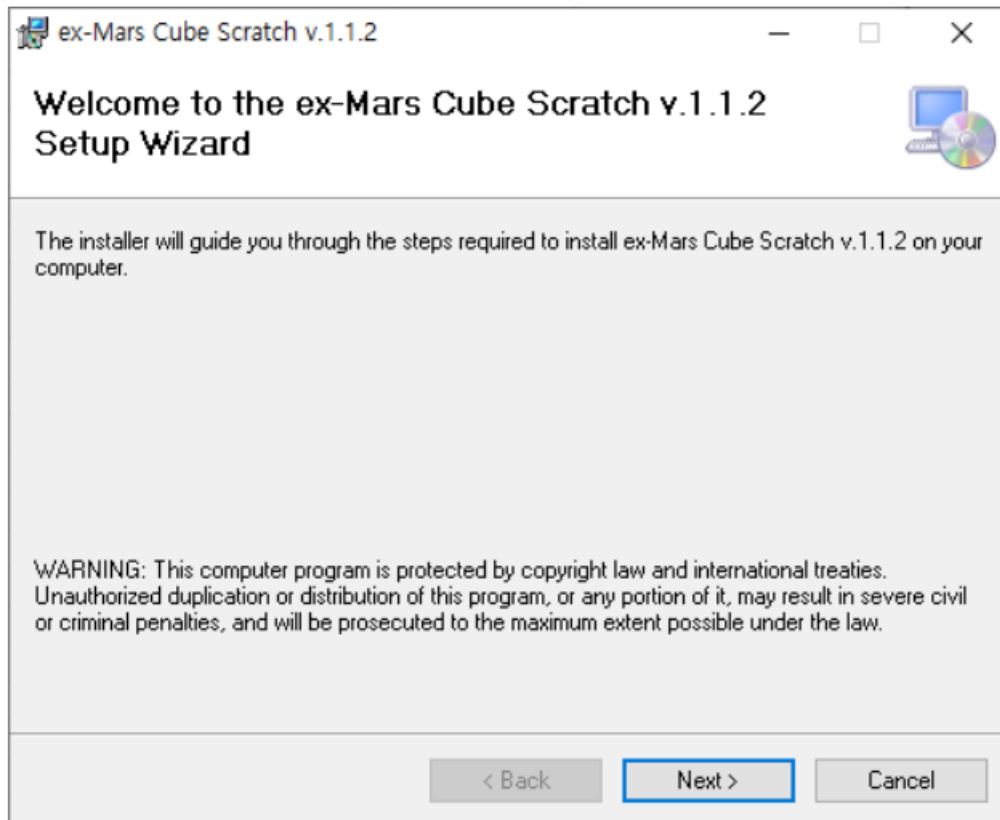 ex-Mars Cube Scratch v.1.1.2
Welcome to the ex-Mars Cube Scratch v.1.1.2
Setup Wizard
The installer will guide you through the steps required to install ex-Mars Cube Scratch v.1.1.2 on your
computer.
WARNING: This computer program is protected by copyright law and international treaties.
Unauthorized duplication or distribution of this program, or any portion of it, may result in severe civil
or criminal penalties, and will be prosecuted to the maximum extent possible under the law.
< Back Next > Cancel